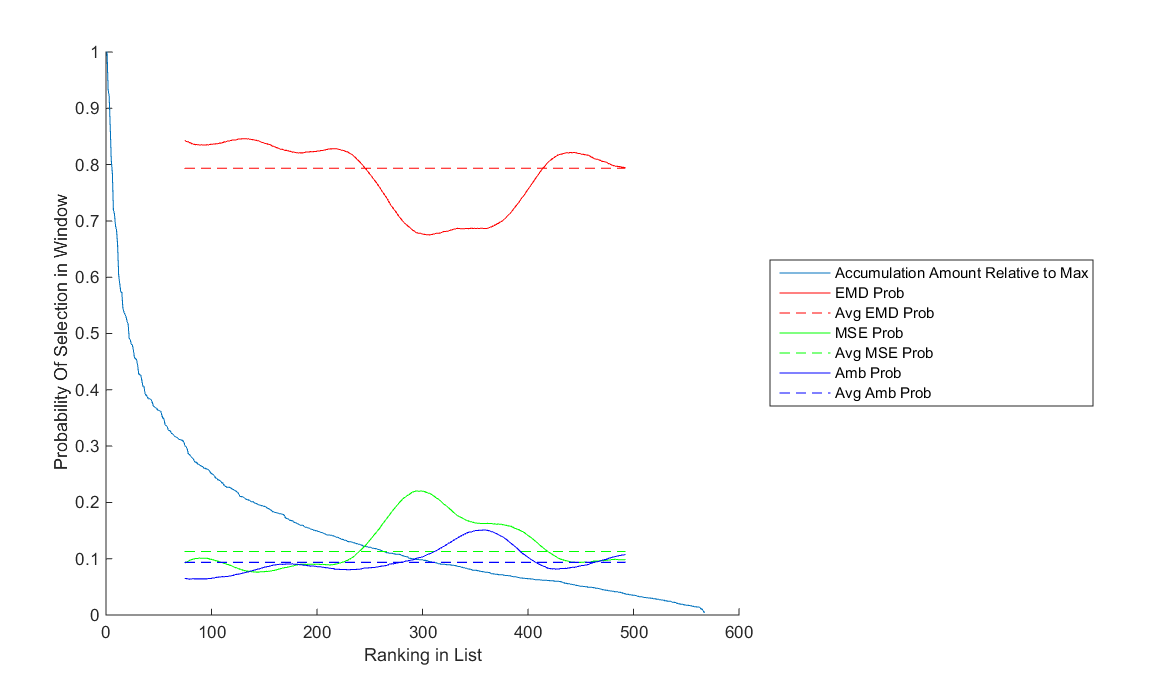 1
0.9
0.8
0.7
0.6
0.5
0.4
0.3
0.2
0.1
0
Probability Of Selection in Window
0 100 200 300 400 500 600
Ranking in List
Accumulation Amount Relative to Max
EMD Prob
Avg EMD Prob
MSE Prob
Avg MSE Prob
Amb Prob
Avg Amb Prob